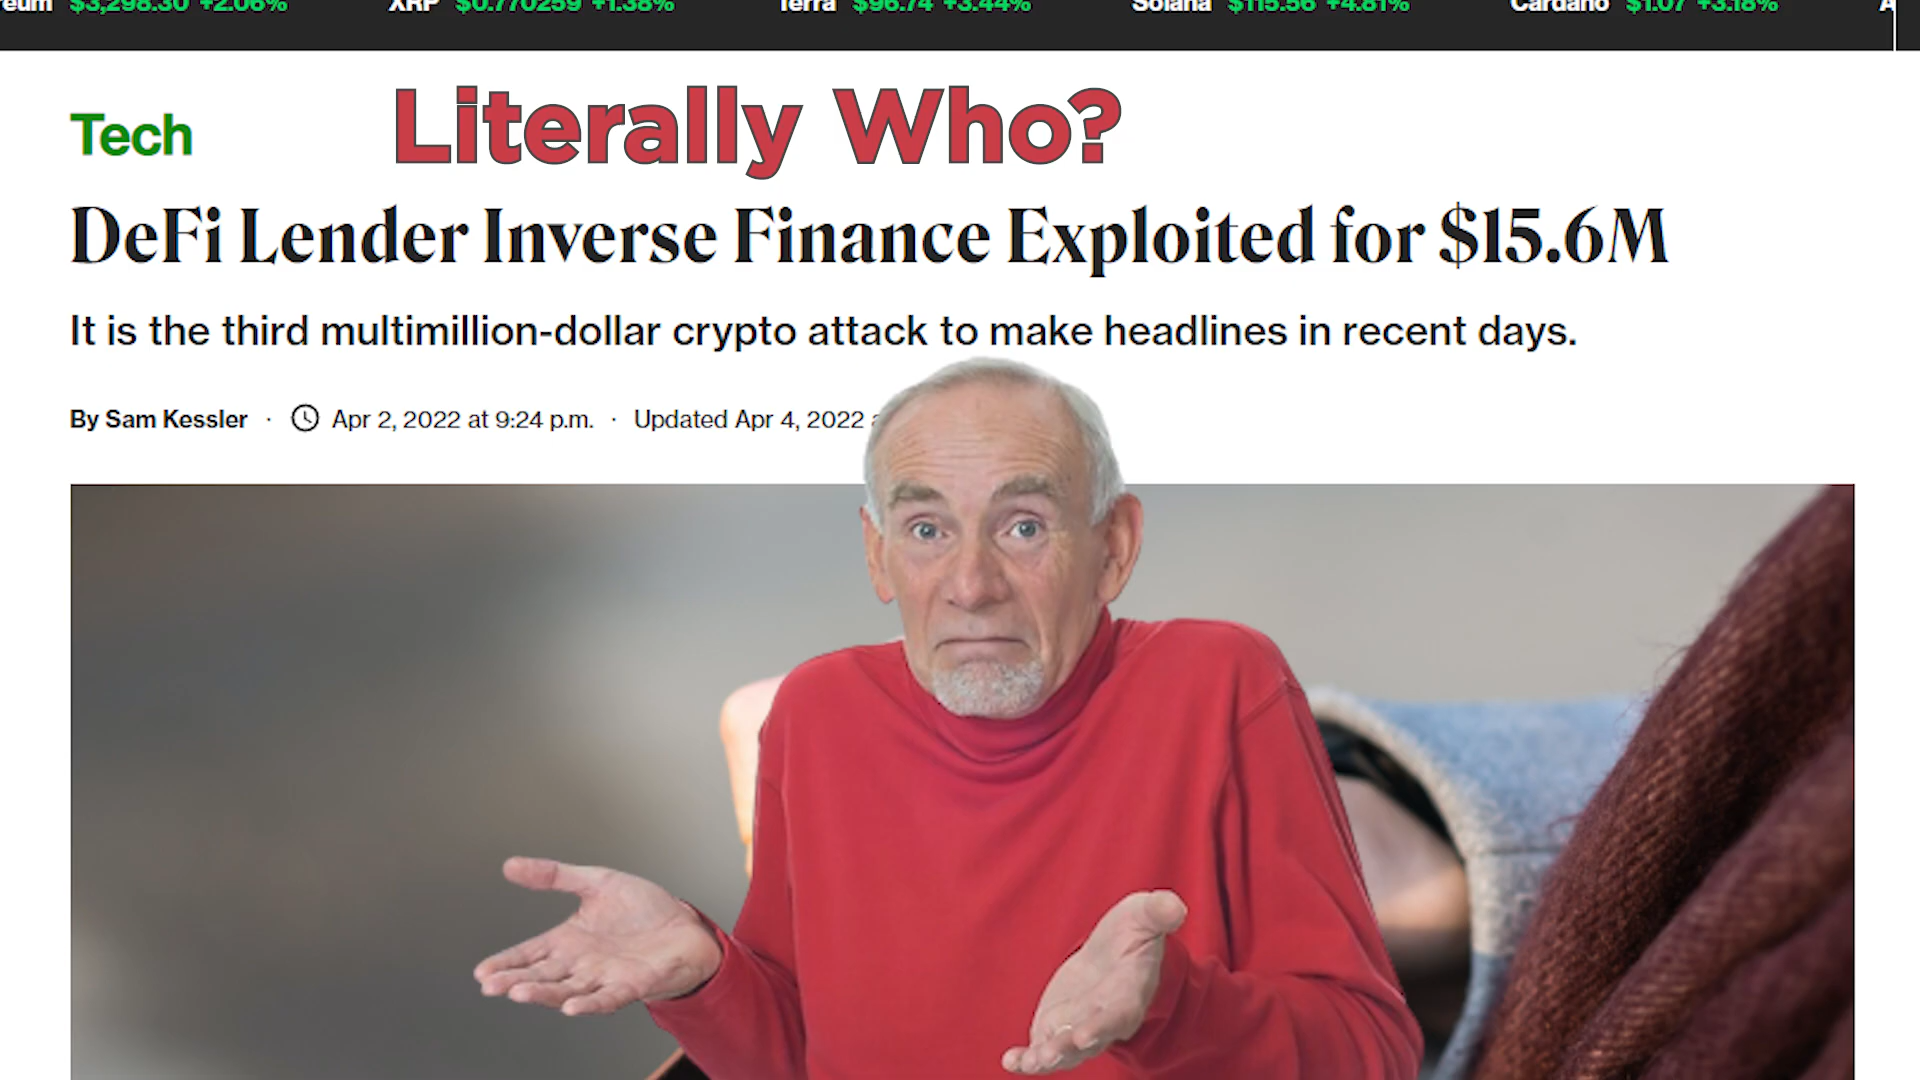 $3,298.30 +2.06% XRP $0.770259 +1.38% Terra $96.74 +3.44% Solana $115.56 +4.81% Cardano $1.07 +3.18%
Literally Who?
Tech
DeFi Lender Inverse Finance Exploited for $15.6M
It is the third multimillion-dollar crypto attack to make headlines in recent days.
By Sam Kessler · Apr 2, 2022 at 9:24 p.m. · Updated Apr 4, 2022